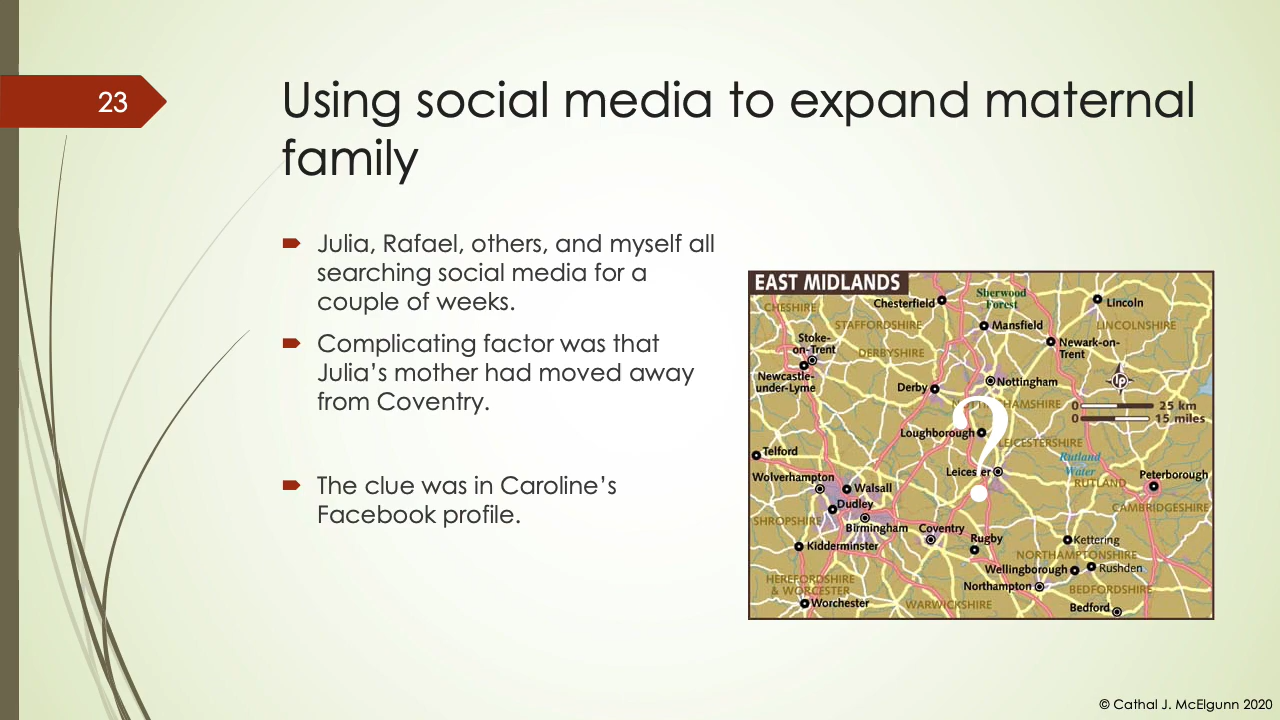 23
Using social media to expand maternal
family
Julia, Rafael, others, and myself all
searching social media for a
couple of weeks.
Complicating factor was that
Julia’s mother had moved away
from Coventry.
The clue was in Caroline’s
Facebook profile.
EAST MIDLANDS
CHESHIRE
Chesterfield
Sherwood
Forest
Lincoln
STAFFORDSHIRE
Mansfield
LINCOLNSHIRE
Stoke-
on-Trent
DERBYSHIRE
Newark-on-
Trent
Newcastle-
under-Lyme
Derby
Nottingham
lp
NOTTINGHAMSHIRE
0 25 km
0 15 miles
?
Loughborough
LEICESTERSHIRE
Telford
Rutland
Water
Leicester
Wolverhampton
RUTLAND
Peterborough
Walsall
Dudley
CAMBRIDGESHIRE
SHROPSHIRE
Birmingham
Coventry
Rugby
Kettering
Kidderminster
NORTHAMPTONSHIRE
Wellingborough
Rushden
HEREFORDSHIRE
& WORCESTER
Northampton
BEDFORDSHIRE
Worchester
WARWICKSHIRE
Bedford
© Cathal J. McElgunn 2020